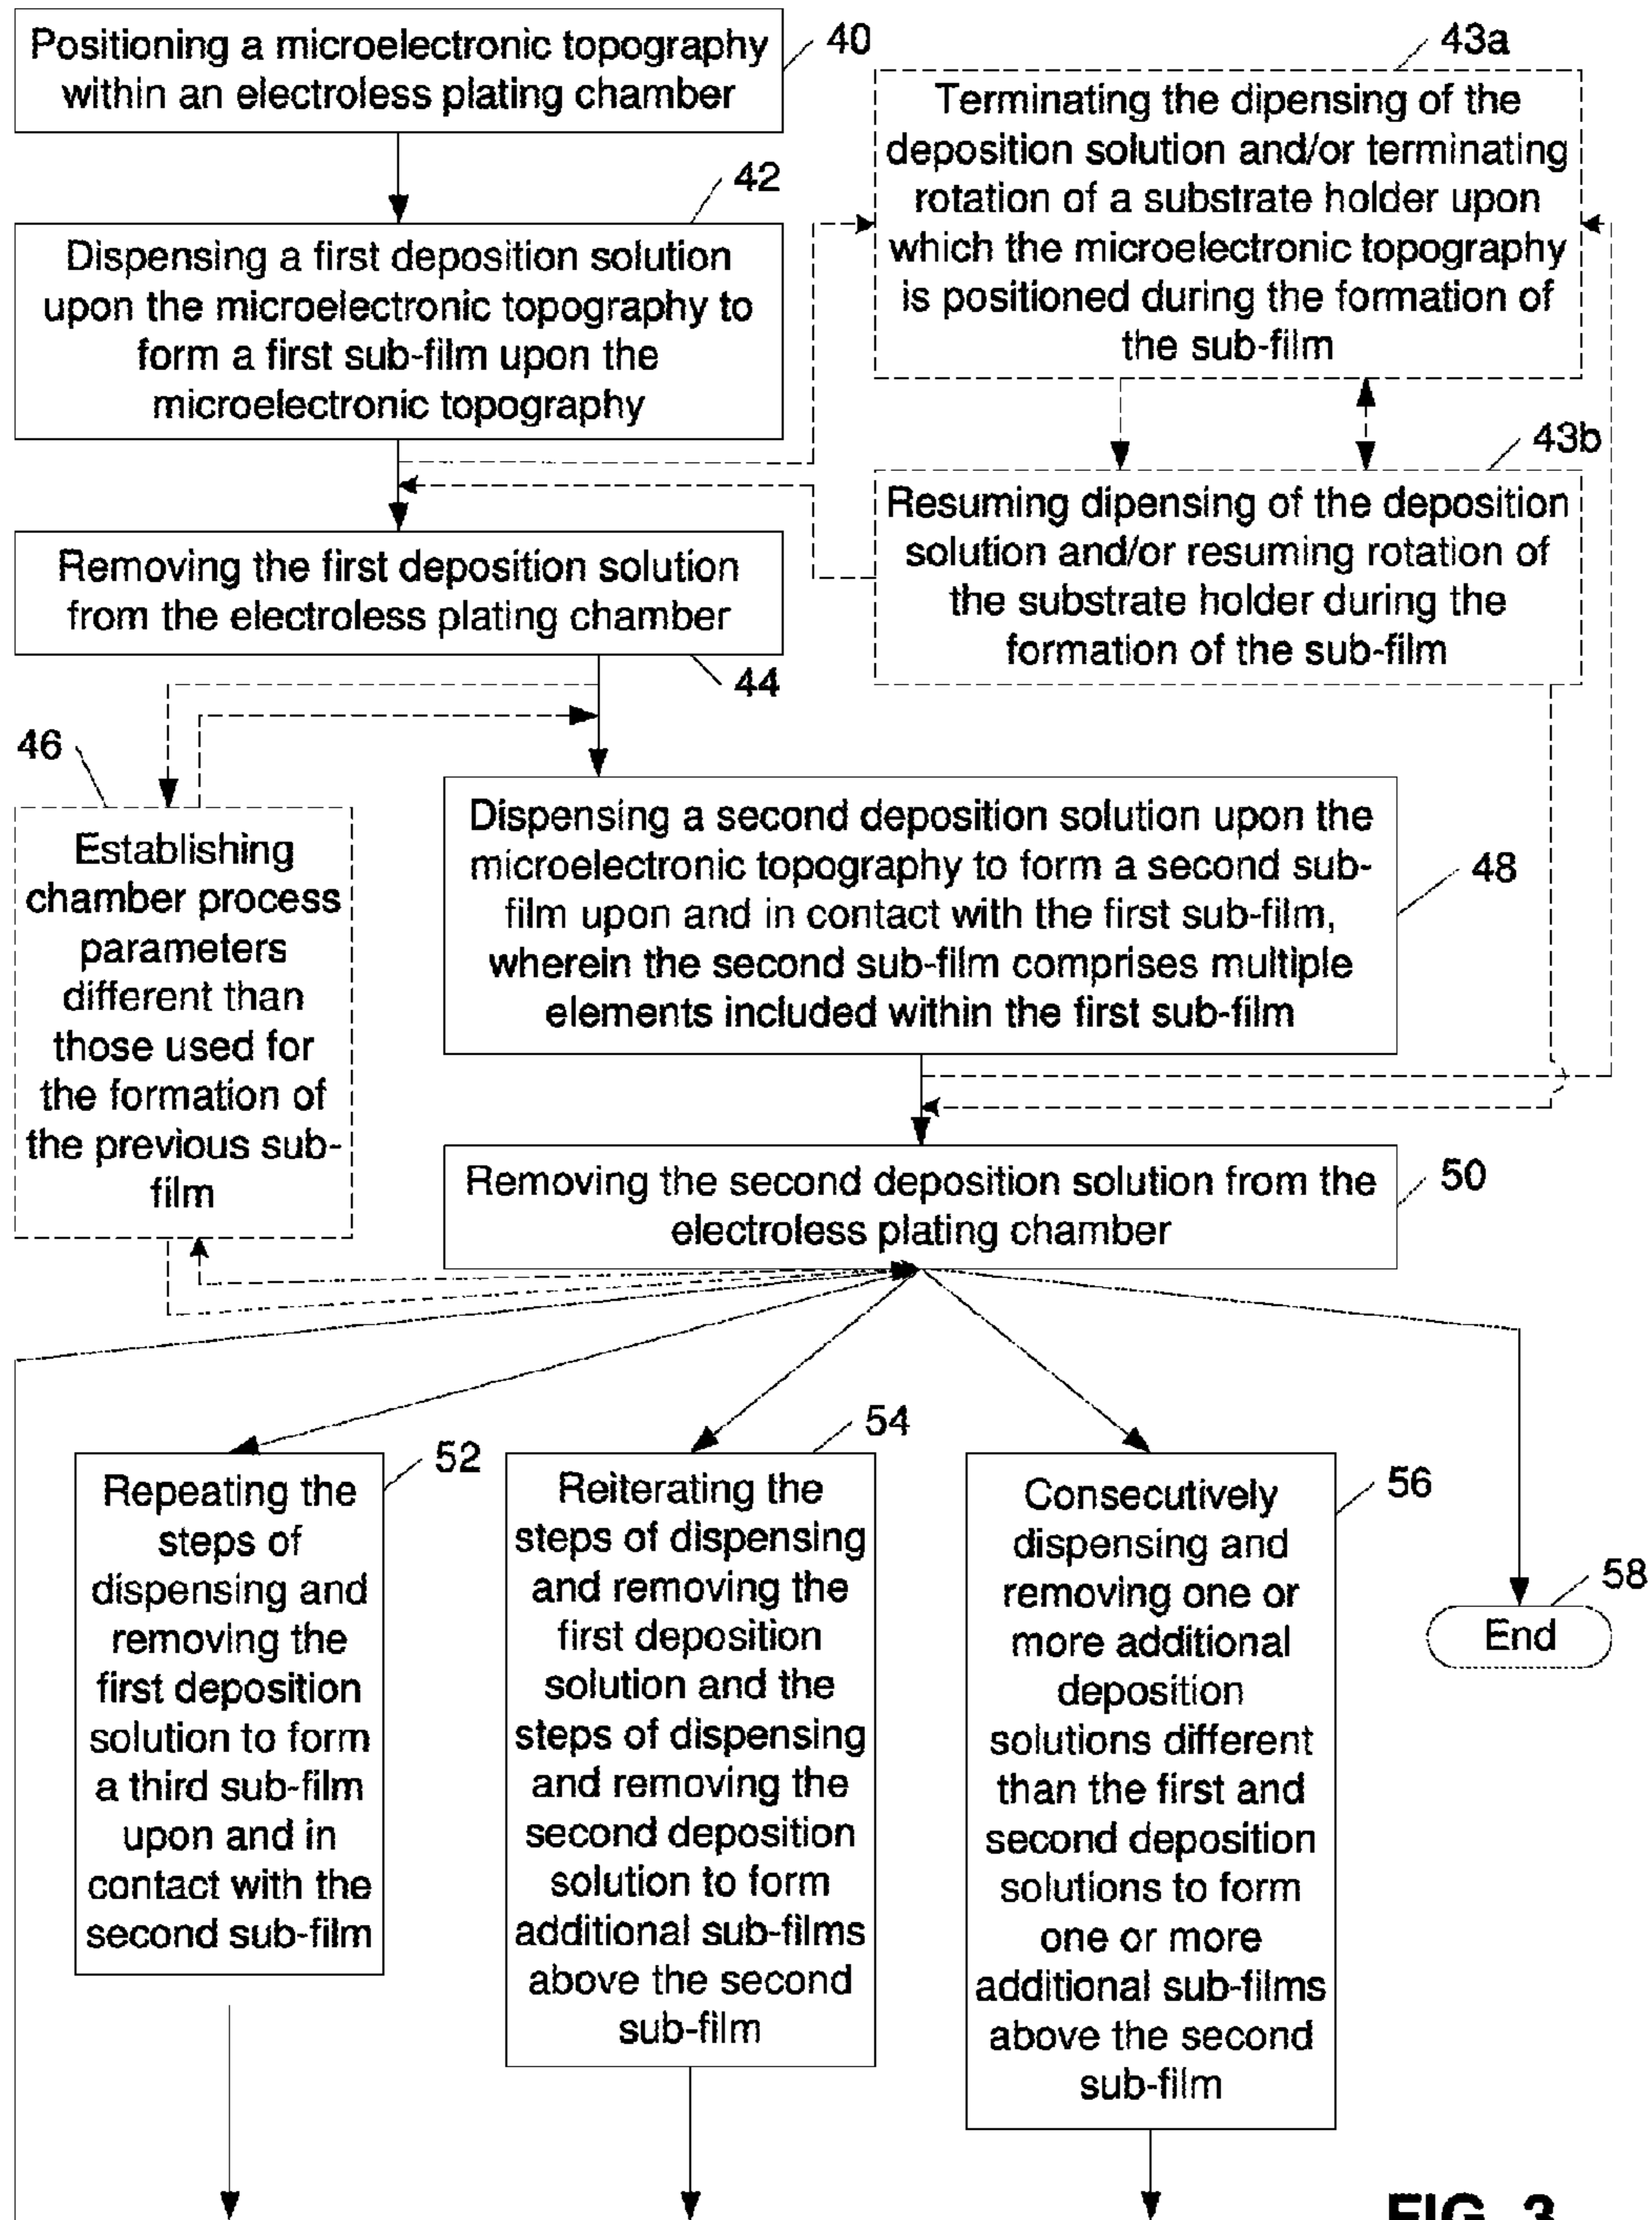 Positioning a microelectronic topography
within an electroless plating chamber
40
42
Dispensing a first deposition solution
upon the microelectronic topography to
form a first sub-film upon the
microelectronic topography
43a
Terminating the dipensing of the
deposition solution and/or terminating
rotation of a substrate holder upon
which the microelectronic topography
is positioned during the formation of
the sub-film
43b
Resuming dipensing of the deposition
solution and/or resuming rotation of
the substrate holder during the
formation of the sub-film
Removing the first deposition solution
from the electroless plating chamber
44
46
Establishing
chamber process
parameters
different than
those used for
the formation of
the previous sub-
film
Dispensing a second deposition solution upon the
microelectronic topography to form a second sub-
film upon and in contact with the first sub-film,
wherein the second sub-film comprises multiple
elements included within the first sub-film
48
Removing the second deposition solution from the
electroless plating chamber
50
52
Repeating the
steps of
dispensing and
removing the
first deposition
solution to form
a third sub-film
upon and in
contact with the
second sub-film
54
Reiterating the
steps of dispensing
and removing the
first deposition
solution and the
steps of dispensing
and removing the
second deposition
solution to form
additional sub-films
above the second
sub-film
56
Consecutively
dispensing and
removing one or
more additional
deposition
solutions different
than the first and
second deposition
solutions to form
one or more
additional sub-films
above the second
sub-film
58
End
FIG. 3